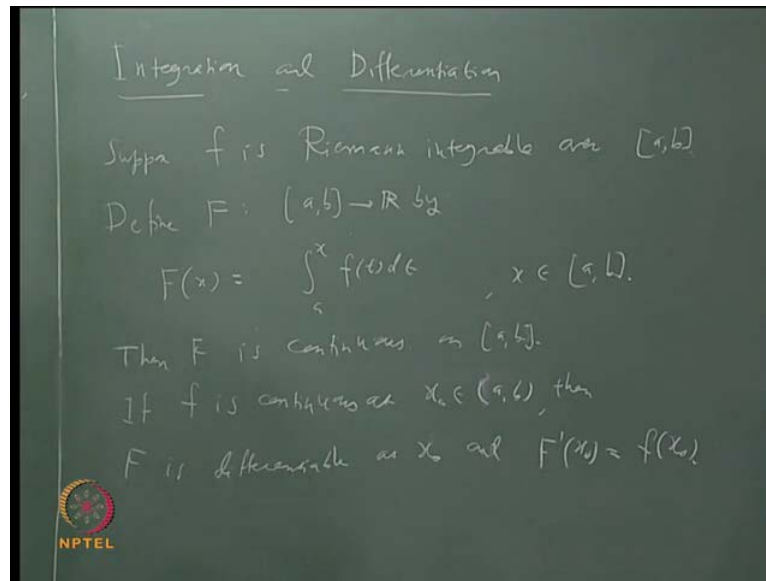 Integration and Differentiation
Suppose f is Riemann integrable over [a,b]
Define F: [a,b] → ℝ by
F(x) = ∫ₐˣ f(t)dt , x ∈ [a,b].
Then F is continuous on [a,b].
If f is continuous at x₀ ∈ (a,b), then
F is differentiable at x₀ and F'(x₀) = f(x₀).
NPTEL